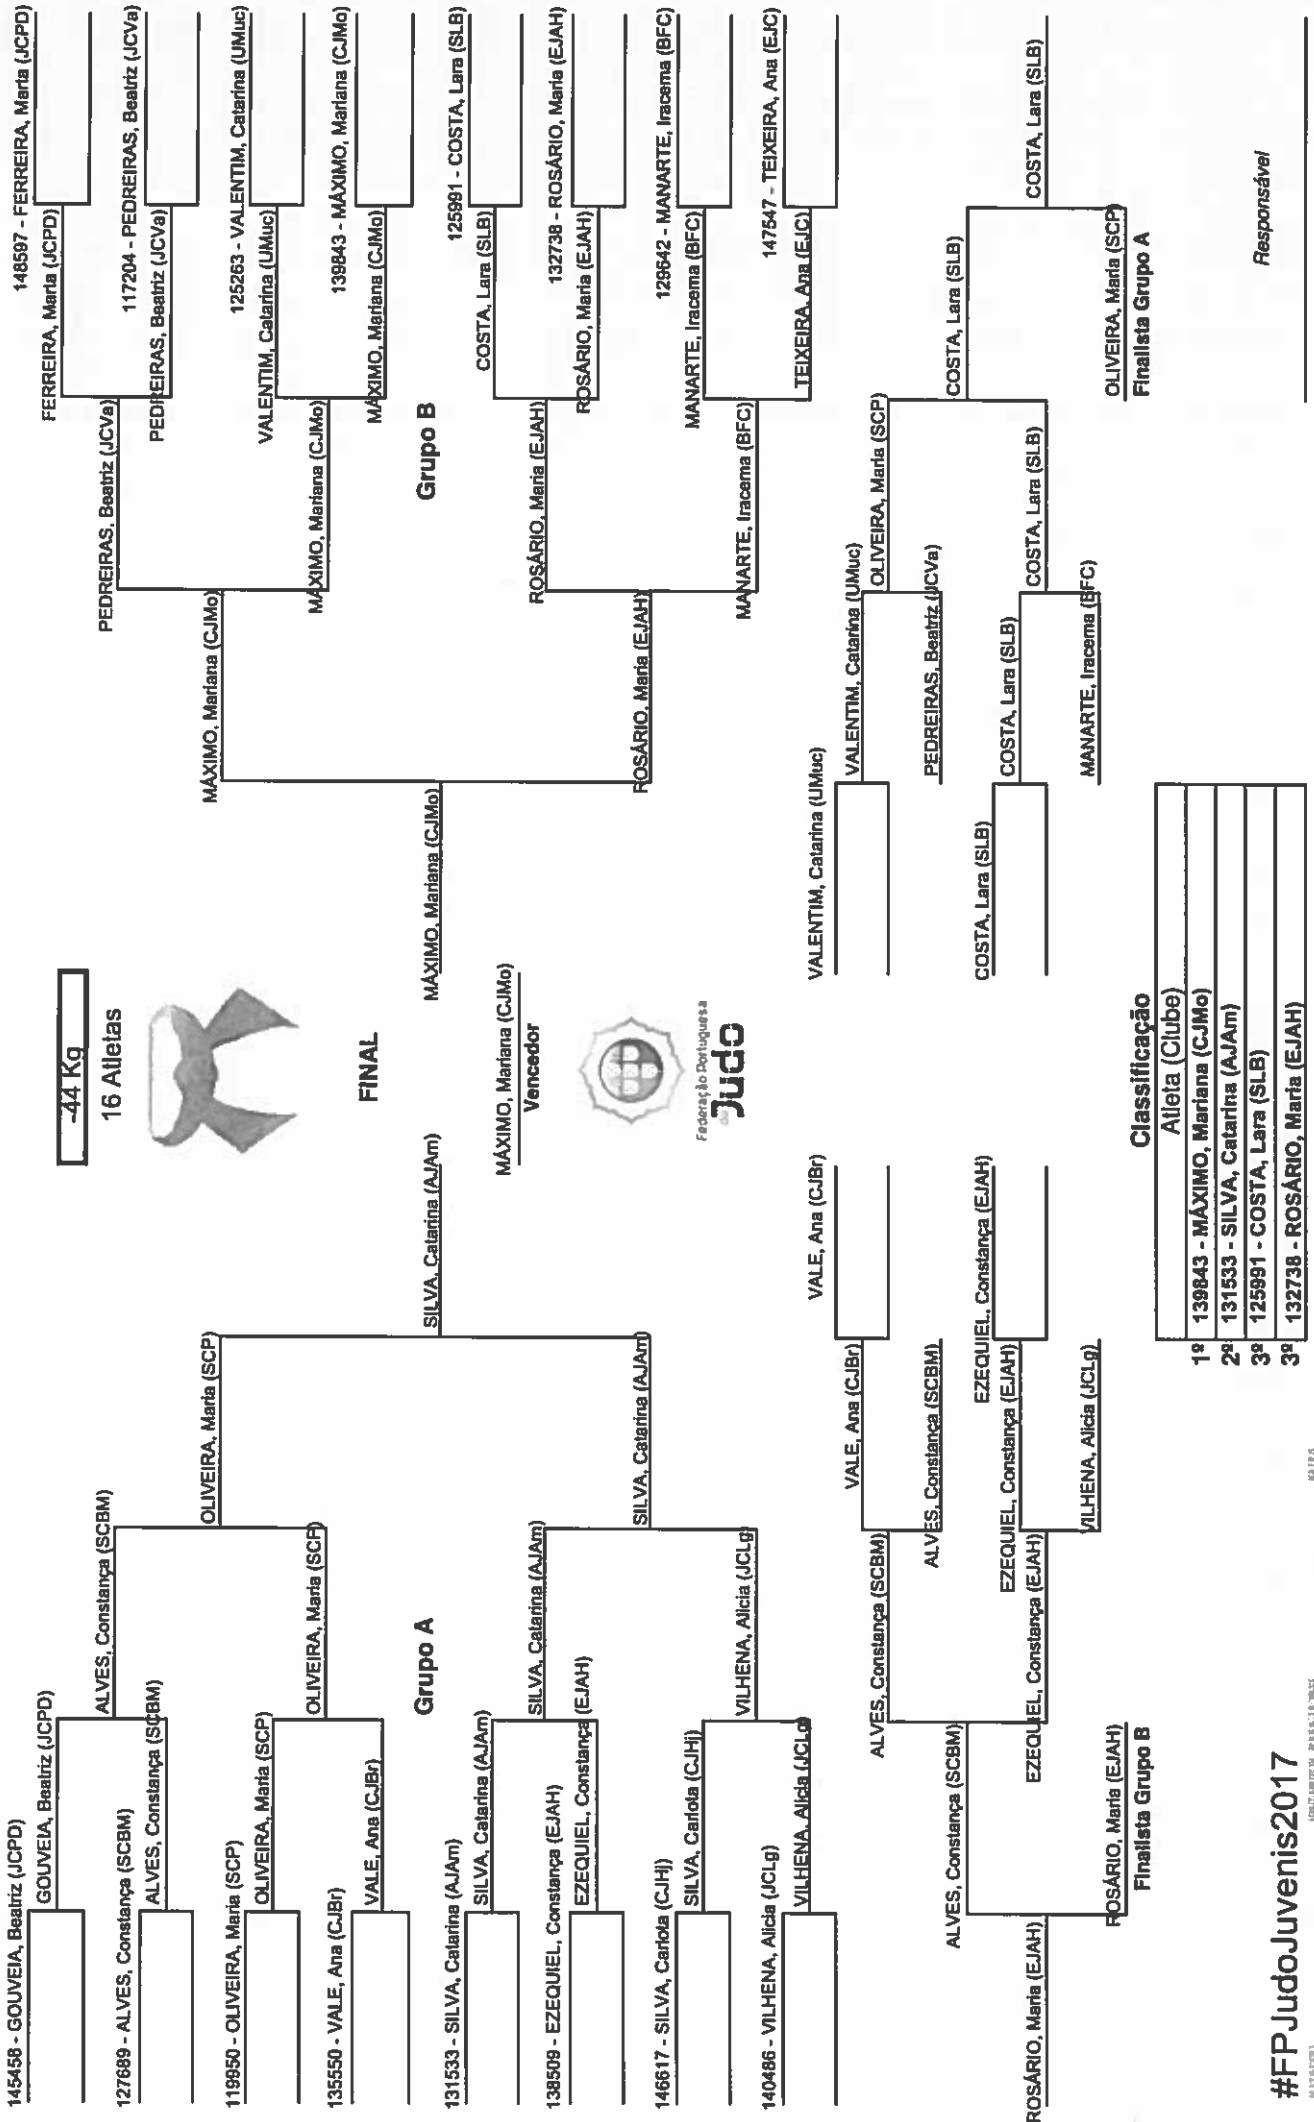 -44 Kg
16 Atletas
FINAL
145458 - GOUVEIA, Beatriz (JCPD)
GOUVEIA, Beatriz (JCPD)
127689 - ALVES, Constança (SCBM)
ALVES, Constança (SCBM)
ALVES, Constança (SCBM)
119950 - OLIVEIRA, Maria (SCP)
OLIVEIRA, Maria (SCP)
135550 - VALE, Ana (CJBr)
VALE, Ana (CJBr)
OLIVEIRA, Maria (SCP)
OLIVEIRA, Maria (SCP)
Grupo A
131533 - SILVA, Catarina (AJAm)
SILVA, Catarina (AJAm)
138509 - EZEQUIEL, Constança (EJAH)
EZEQUIEL, Constança (EJAH)
SILVA, Catarina (AJAm)
146617 - SILVA, Carlota (CJHj)
SILVA, Carlota (CJHj)
140486 - VILHENA, Alicia (JCLg)
VILHENA, Alicia (JCLg)
VILHENA, Alicia (JCLg)
SILVA, Catarina (AJAm)
SILVA, Catarina (AJAm)
MÁXIMO, Mariana (CJMo)
Vencedor
Federação Portuguesa
de Judo
148597 - FERREIRA, Marta (JCPD)
FERREIRA, Marta (JCPD)
117204 - PEDREIRAS, Beatriz (JCVa)
PEDREIRAS, Beatriz (JCVa)
PEDREIRAS, Beatriz (JCVa)
125263 - VALENTIM, Catarina (UMuc)
VALENTIM, Catarina (UMuc)
139843 - MÁXIMO, Mariana (CJMo)
MÁXIMO, Mariana (CJMo)
MÁXIMO, Mariana (CJMo)
MÁXIMO, Mariana (CJMo)
Grupo B
125991 - COSTA, Lara (SLB)
COSTA, Lara (SLB)
132738 - ROSÁRIO, Maria (EJAH)
ROSÁRIO, Maria (EJAH)
ROSÁRIO, Maria (EJAH)
129642 - MANARTE, Iracema (BFC)
MANARTE, Iracema (BFC)
147547 - TEIXEIRA, Ana (EJC)
TEIXEIRA, Ana (EJC)
MANARTE, Iracema (BFC)
ROSÁRIO, Maria (EJAH)
MÁXIMO, Mariana (CJMo)
VALE, Ana (CJBr)
VALE, Ana (CJBr)
ALVES, Constança (SCBM)
ALVES, Constança (SCBM)
EZEQUIEL, Constança (EJAH)
EZEQUIEL, Constança (EJAH)
VILHENA, Alicia (JCLg)
EZEQUIEL, Constança (EJAH)
ALVES, Constança (SCBM)
ROSÁRIO, Maria (EJAH)
Finalista Grupo B
ROSÁRIO, Maria (EJAH)
VALENTIM, Catarina (UMuc)
VALENTIM, Catarina (UMuc)
PEDREIRAS, Beatriz (JCVa)
OLIVEIRA, Maria (SCP)
COSTA, Lara (SLB)
COSTA, Lara (SLB)
MANARTE, Iracema (BFC)
COSTA, Lara (SLB)
COSTA, Lara (SLB)
OLIVEIRA, Maria (SCP)
Finalista Grupo A
COSTA, Lara (SLB)
Classificação
Atleta (Clube)
1º 139843 - MÁXIMO, Mariana (CJMo)
2º 131533 - SILVA, Catarina (AJAm)
3º 125991 - COSTA, Lara (SLB)
3º 132738 - ROSÁRIO, Maria (EJAH)
Responsável
#FPJudoJuvenis2017